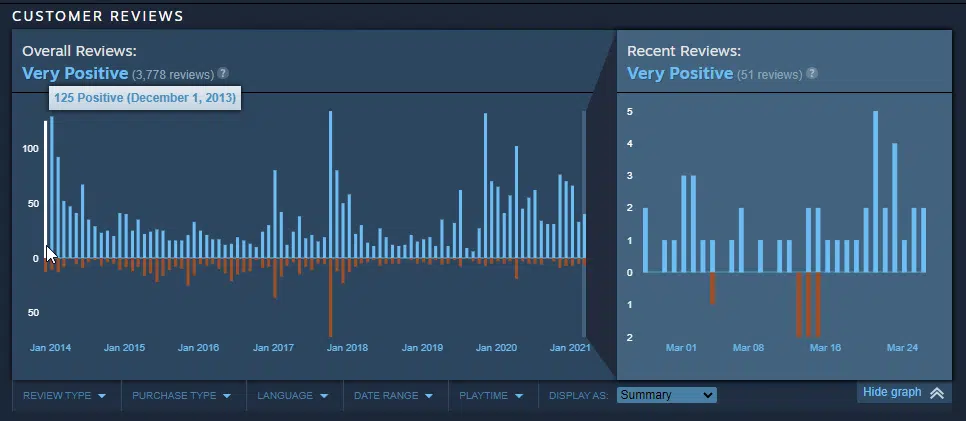 CUSTOMER REVIEWS
Overall Reviews:
Very Positive (3,778 reviews) ?
125 Positive (December 1, 2013)
100
50
0
50
Jan 2014 Jan 2015 Jan 2016 Jan 2017 Jan 2018 Jan 2019 Jan 2020 Jan 2021
Recent Reviews:
Very Positive (51 reviews) ?
5
4
3
2
1
0
1
2
Mar 01 Mar 08 Mar 16 Mar 24
Hide graph
REVIEW TYPE PURCHASE TYPE LANGUAGE DATE RANGE PLAYTIME DISPLAY AS: Summary